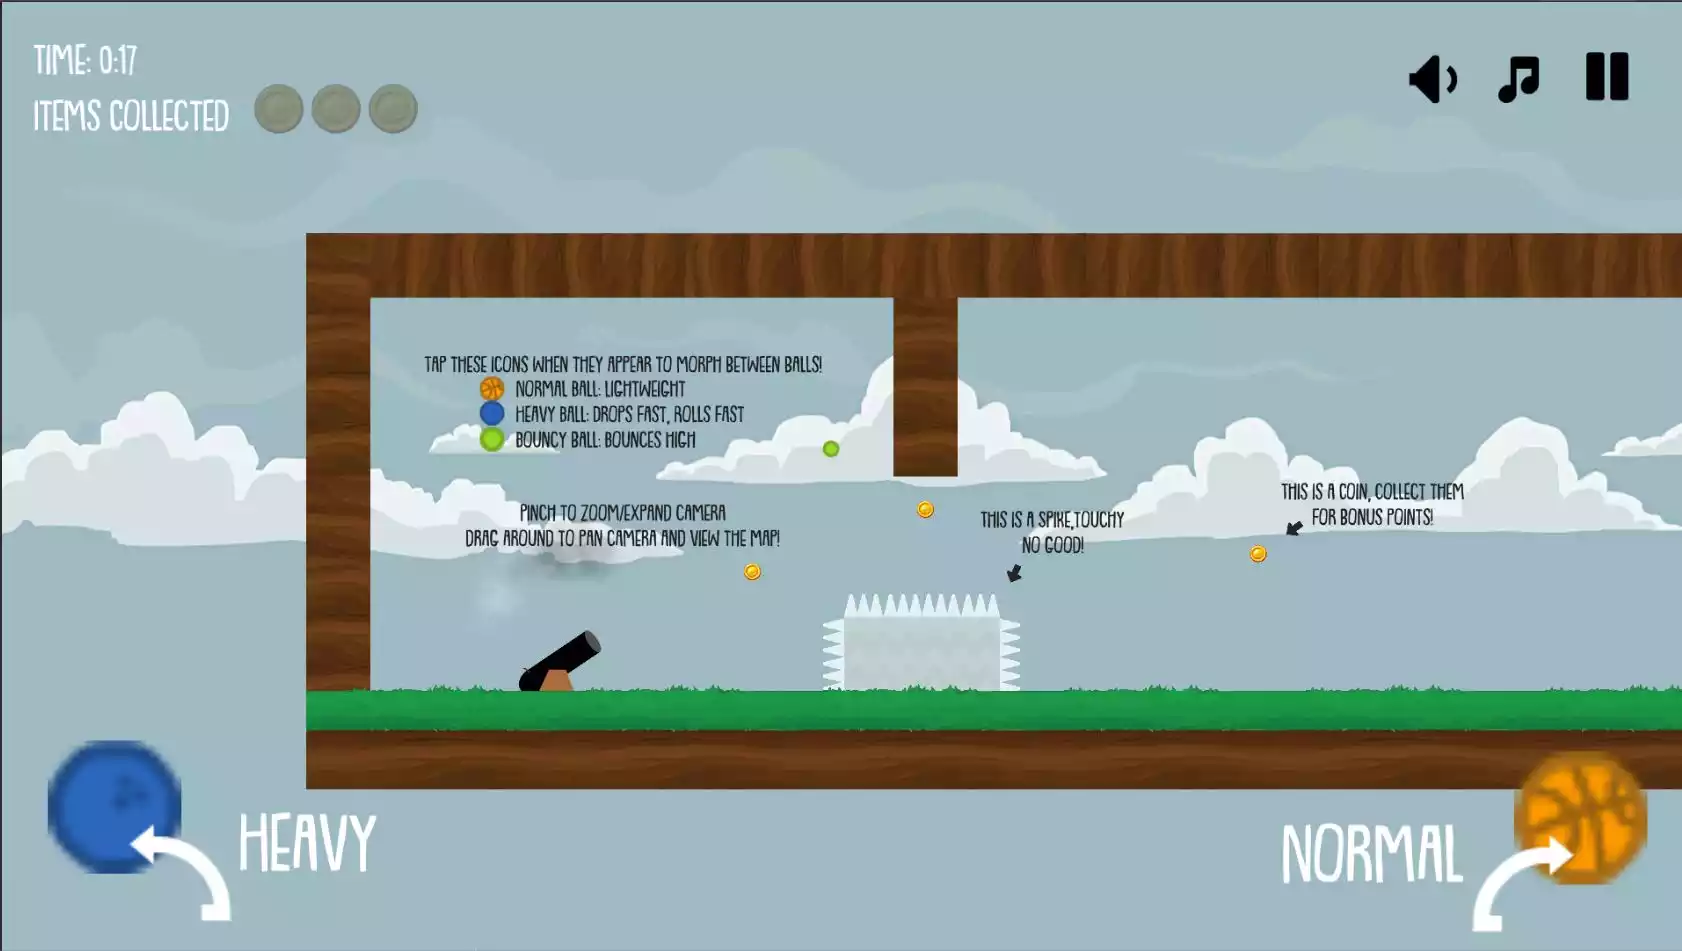 TIME: 0:17
ITEMS COLLECTED
TAP THESE ICONS WHEN THEY APPEAR TO MORPH BETWEEN BALLS!
NORMAL BALL: LIGHTWEIGHT
HEAVY BALL: DROPS FAST, ROLLS FAST
BOUNCY BALL: BOUNCES HIGH
PINCH TO ZOOM/EXPAND CAMERA
DRAG AROUND TO PAN CAMERA AND VIEW THE MAP!
THIS IS A SPIKE,TOUCHY
NO GOOD!
THIS IS A COIN, COLLECT THEM
FOR BONUS POINTS!
HEAVY
NORMAL